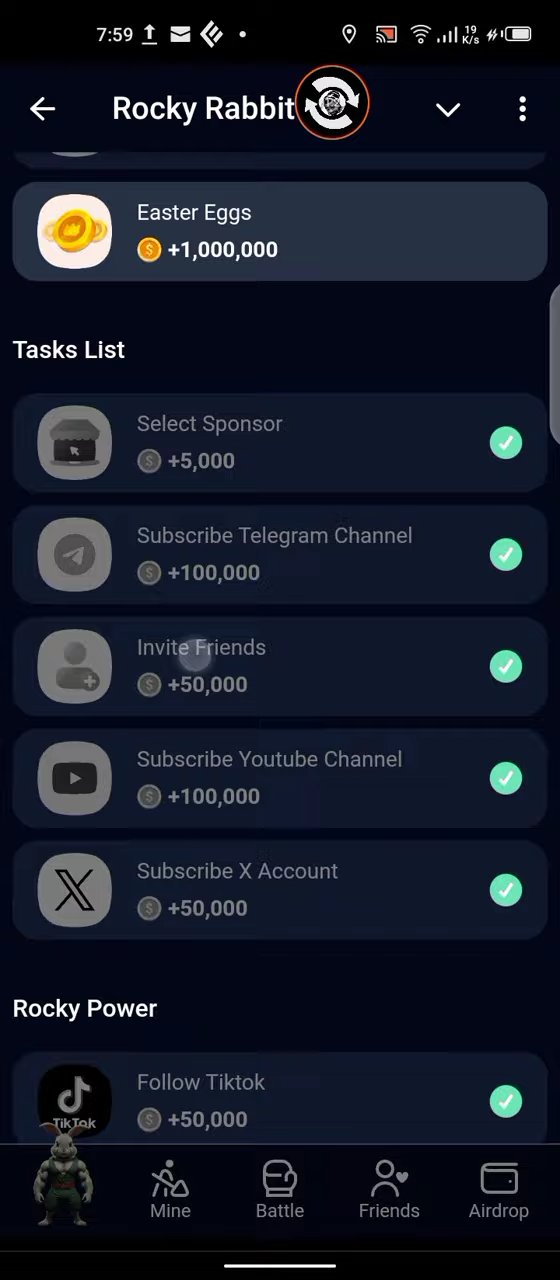 7:59
19
K/s
Rocky Rabbit
Easter Eggs
+1,000,000
Tasks List
Select Sponsor
+5,000
Subscribe Telegram Channel
+100,000
Invite Friends
+50,000
Subscribe Youtube Channel
+100,000
Subscribe X Account
+50,000
Rocky Power
Follow Tiktok
TikTok
+50,000
Mine
Battle
Friends
Airdrop